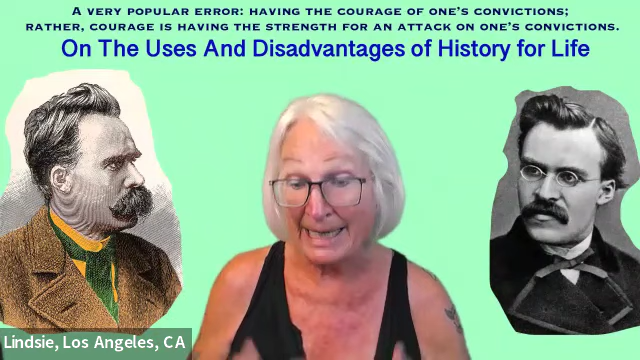 A VERY POPULAR ERROR: HAVING THE COURAGE OF ONE'S CONVICTIONS;
RATHER, COURAGE IS HAVING THE STRENGTH FOR AN ATTACK ON ONE'S CONVICTIONS.
On The Uses And Disadvantages of History for Life
Lindsie, Los Angeles, CA